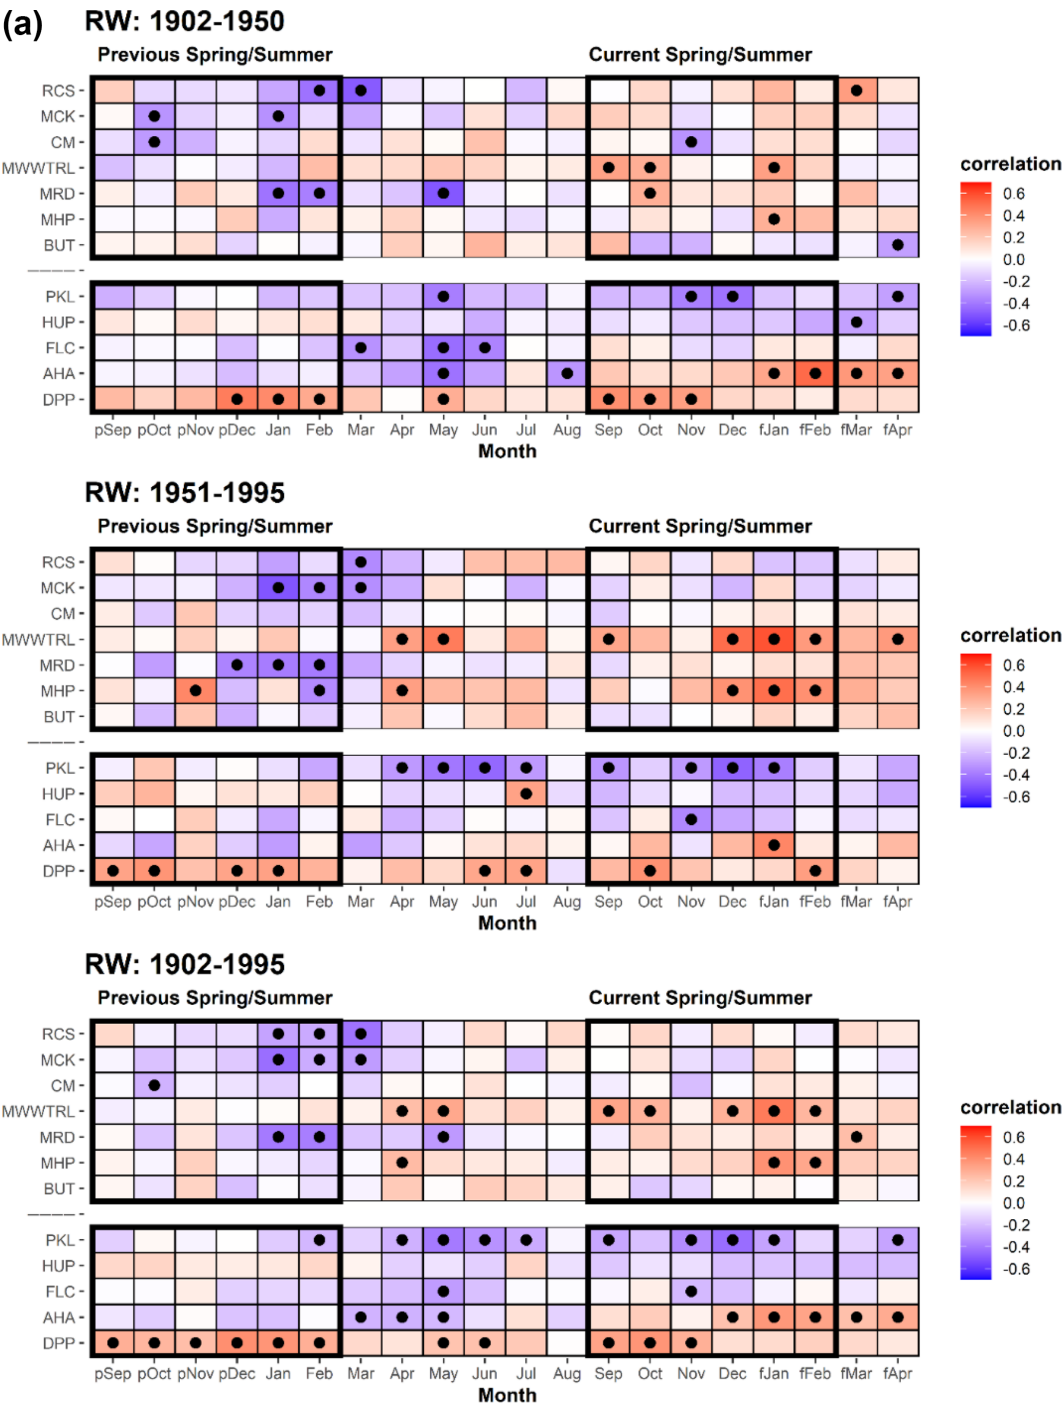 (a) RW: 1902-1950
Previous Spring/Summer Current Spring/Summer
RCS
MCK
CM
MWWTRL
MRD
MHP
BUT
____
PKL
HUP
FLC
AHA
DPP
pSep pOct pNov pDec Jan Feb Mar Apr May Jun Jul Aug Sep Oct Nov Dec fJan fFeb fMar fApr
Month
correlation
0.6
0.4
0.2
0.0
-0.2
-0.4
-0.6
RW: 1951-1995
Previous Spring/Summer Current Spring/Summer
RCS
MCK
CM
MWWTRL
MRD
MHP
BUT
____
PKL
HUP
FLC
AHA
DPP
pSep pOct pNov pDec Jan Feb Mar Apr May Jun Jul Aug Sep Oct Nov Dec fJan fFeb fMar fApr
Month
correlation
0.6
0.4
0.2
0.0
-0.2
-0.4
-0.6
RW: 1902-1995
Previous Spring/Summer Current Spring/Summer
RCS
MCK
CM
MWWTRL
MRD
MHP
BUT
____
PKL
HUP
FLC
AHA
DPP
pSep pOct pNov pDec Jan Feb Mar Apr May Jun Jul Aug Sep Oct Nov Dec fJan fFeb fMar fApr
Month
correlation
0.6
0.4
0.2
0.0
-0.2
-0.4
-0.6